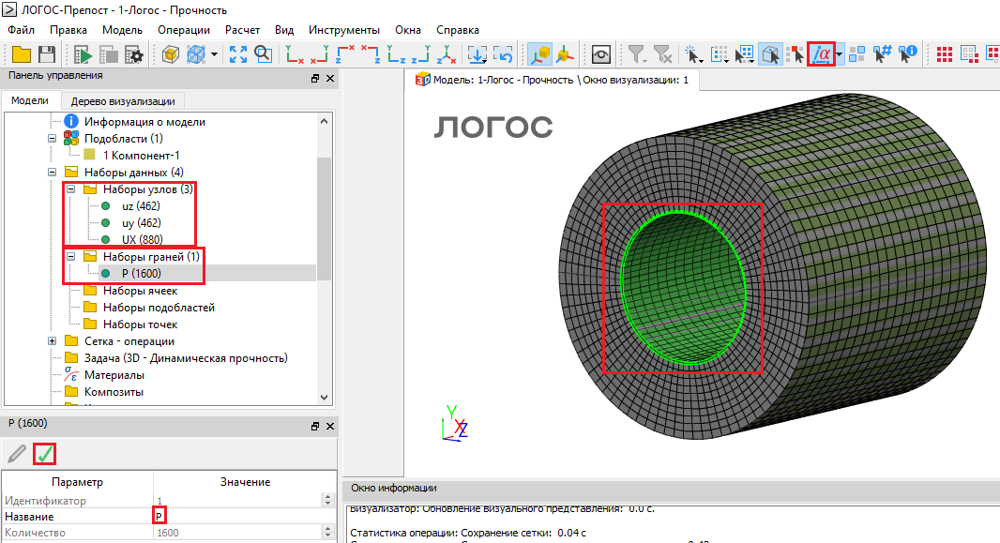 ЛОГОС-Препост - 1-Логос - Прочность
Файл Правка Модель Операции Расчет Вид Инструменты Окна Справка
Панель управления
Модели Дерево визуализации
Информация о модели
Подобласти (1)
1 Компонент-1
Наборы данных (4)
Наборы узлов (3)
uz (462)
uy (462)
UX (880)
Наборы граней (1)
P (1600)
Наборы ячеек
Наборы подобластей
Наборы точек
Сетка - операции
Задача (3D - Динамическая прочность)
Материалы
Композиты
P (1600)
Параметр Значение
Идентификатор 1
Название P
Количество 1600
Модель: 1-Логос - Прочность \ Окно визуализации: 1
ЛОГОС
Y
X
Z
Окно информации
Визуализатор: Обновление визуального представления: 0.0 с.
Статистика операции: Сохранение сетки: 0.04 с